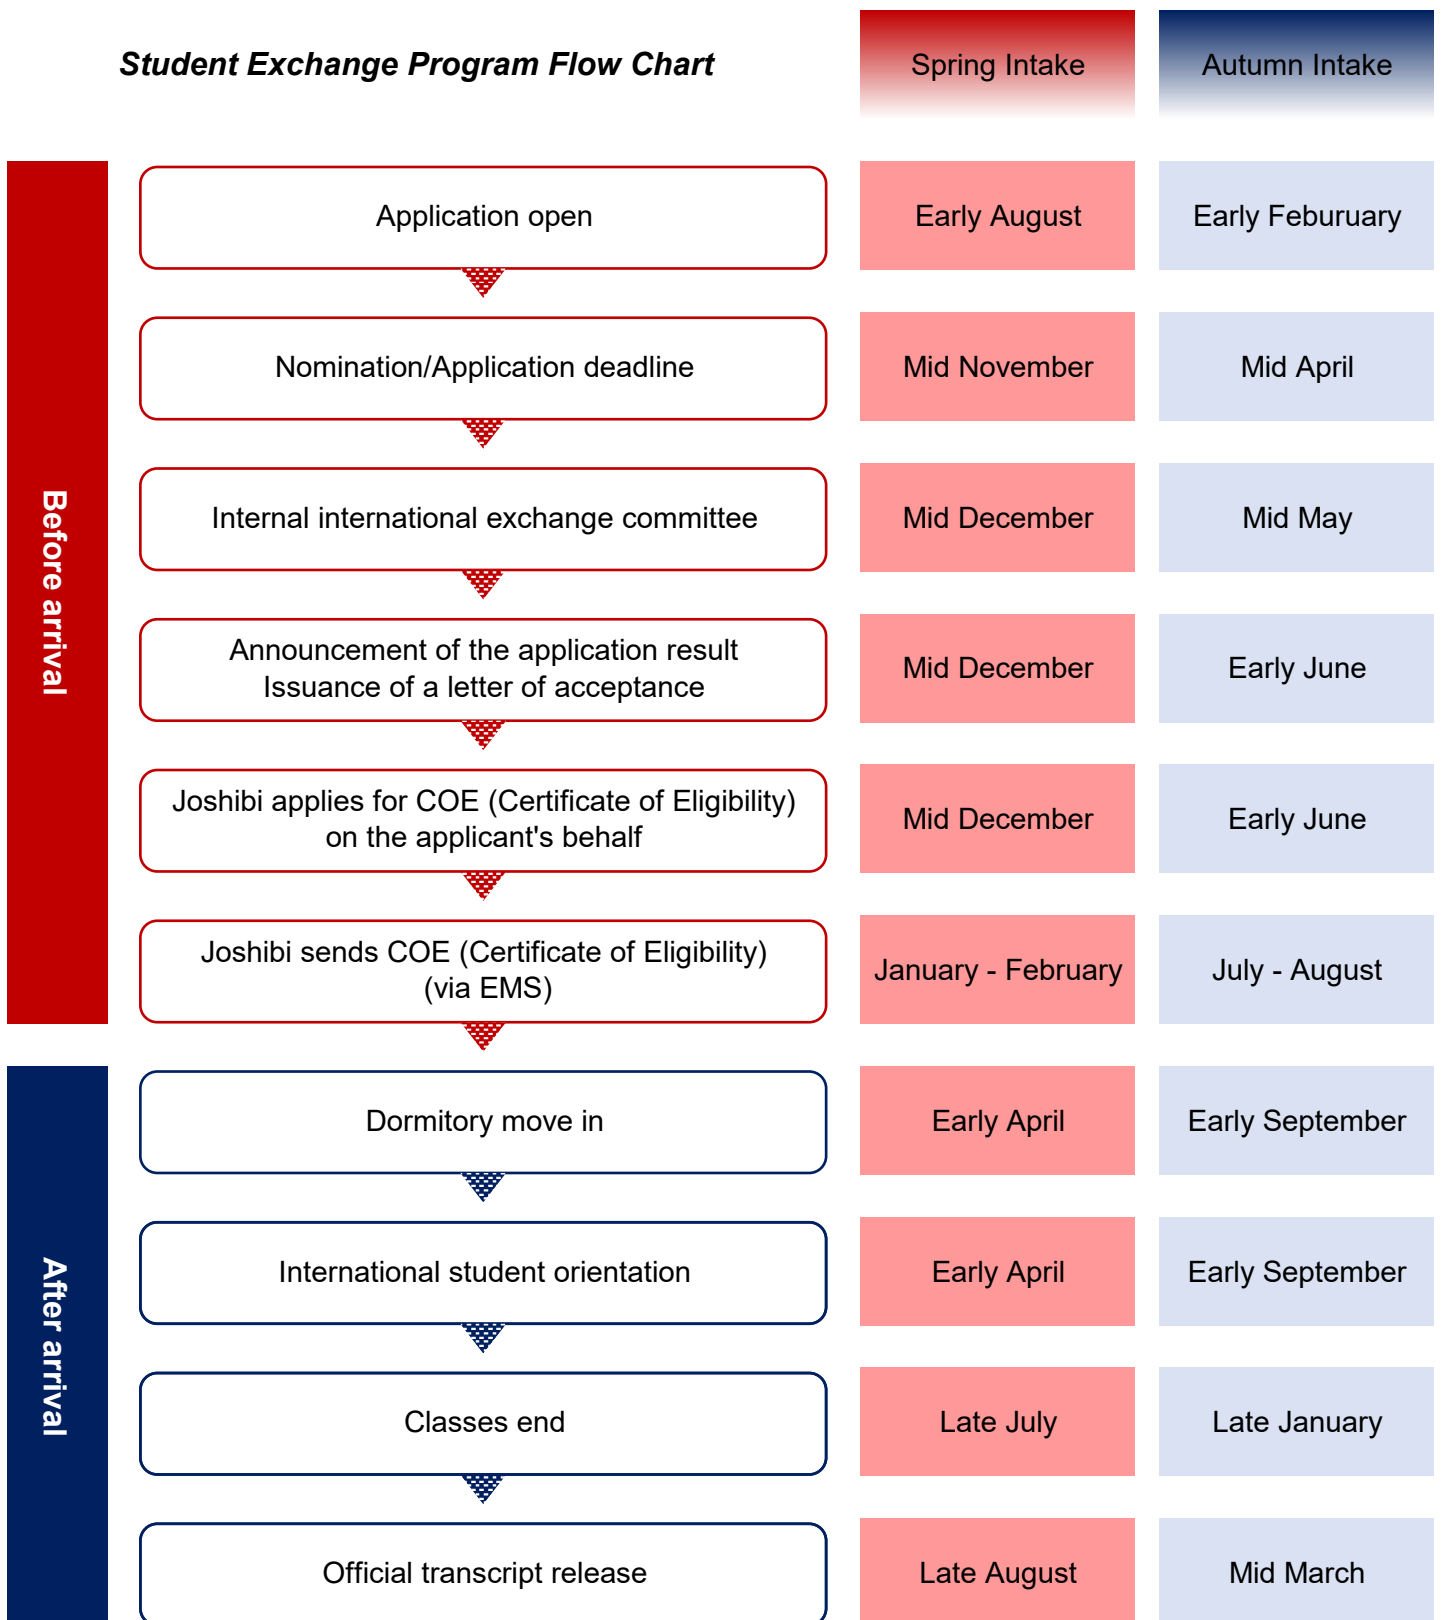 Student Exchange Program Flow Chart
Spring Intake
Autumn Intake
Before arrival
Application open
Early August
Early Feburuary
Nomination/Application deadline
Mid November
Mid April
Internal international exchange committee
Mid December
Mid May
Announcement of the application result
Issuance of a letter of acceptance
Mid December
Early June
Joshibi applies for COE (Certificate of Eligibility)
on the applicant's behalf
Mid December
Early June
Joshibi sends COE (Certificate of Eligibility)
(via EMS)
January - February
July - August
After arrival
Dormitory move in
Early April
Early September
International student orientation
Early April
Early September
Classes end
Late July
Late January
Official transcript release
Late August
Mid March